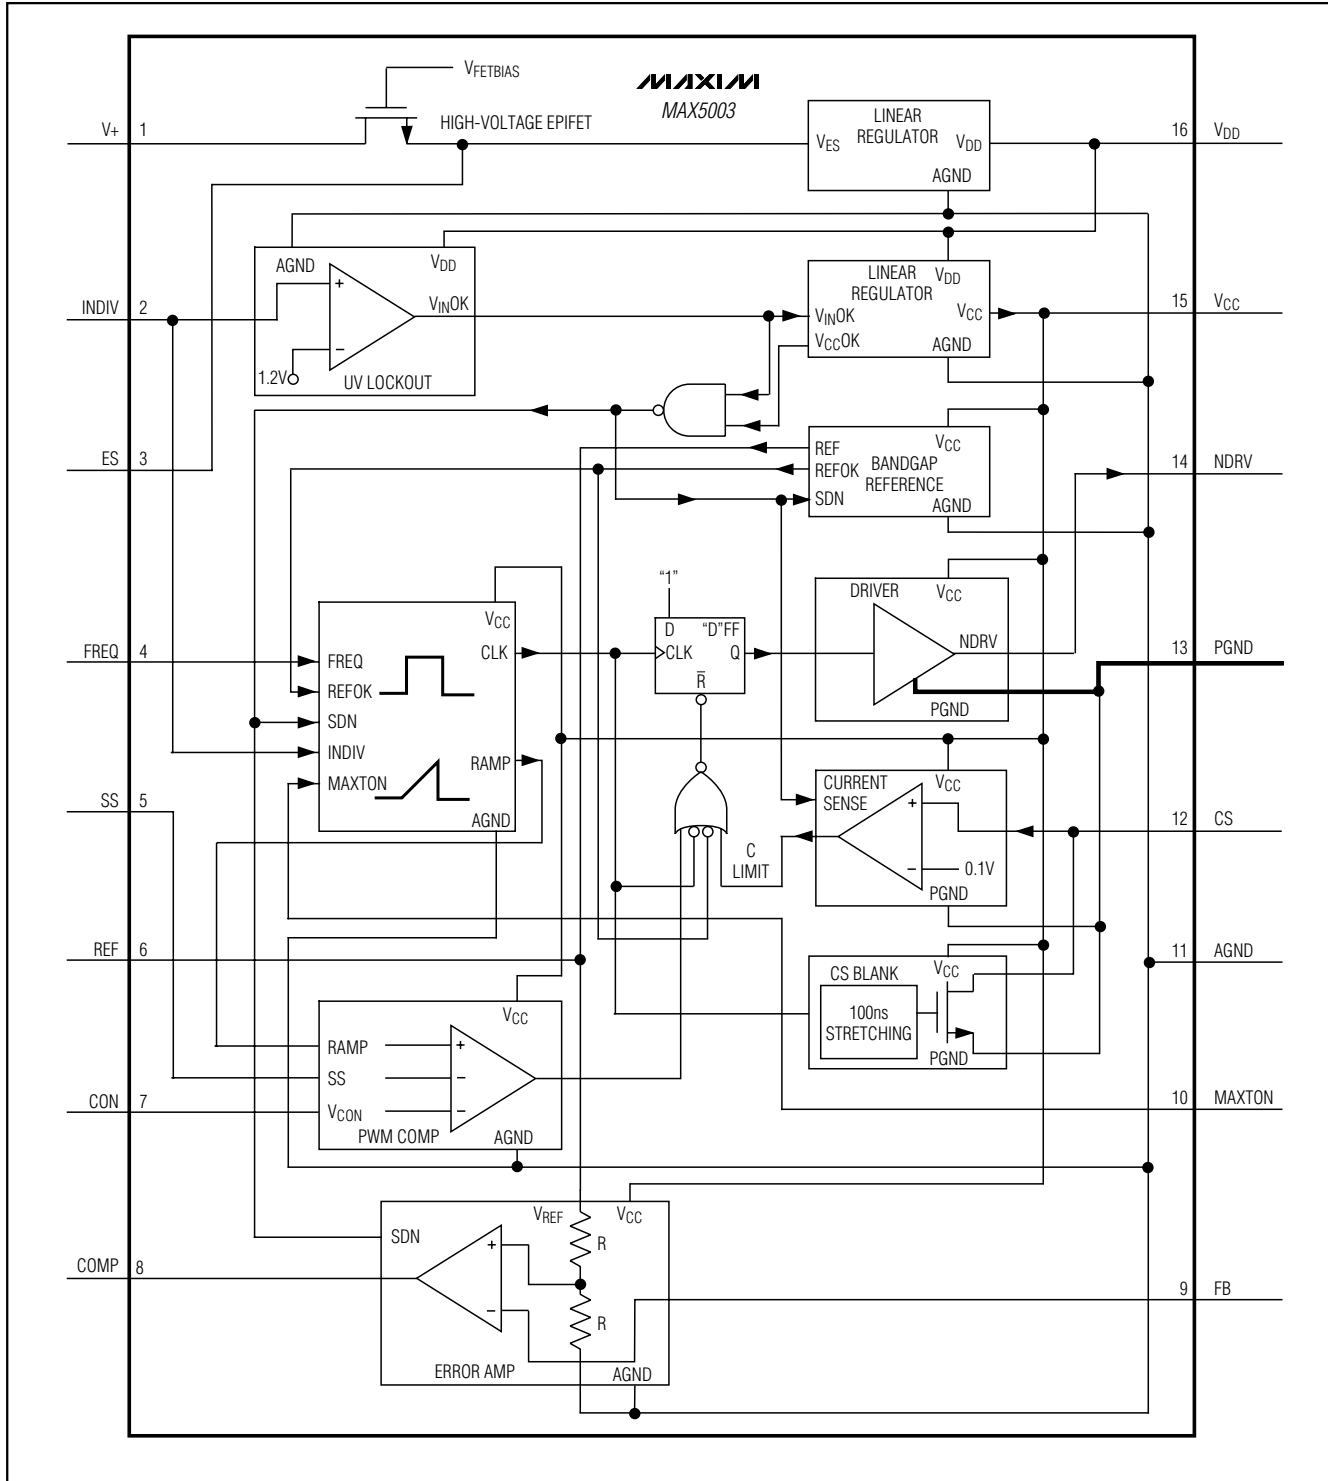 VFETBIAS
MAXIM
MAX5003
HIGH-VOLTAGE EPIFET
V+ 1
LINEAR
REGULATOR
VES
VDD
AGND
16 VDD
AGND
VDD
VINOK
1.2V
+
−
UV LOCKOUT
INDIV 2
LINEAR
REGULATOR
VDD
VINOK
VCCOK
VCC
AGND
15 VCC
ES 3
REF
REFOK
SDN
BANDGAP
REFERENCE
VCC
AGND
14 NDRV
"1"
D "D"FF
CLK Q
R̅
DRIVER
VCC
NDRV
PGND
13 PGND
FREQ 4
VCC
CLK
FREQ
REFOK
SDN
INDIV
MAXTON
RAMP
AGND
SS 5
C
LIMIT
CURRENT
SENSE
VCC
+
−
0.1V
PGND
12 CS
REF 6
11 AGND
CS BLANK
VCC
100ns
STRETCHING
PGND
VCC
RAMP
SS
VCON
+
−
−
PWM COMP
AGND
CON 7
10 MAXTON
SDN
VREF
VCC
R
R
+
−
ERROR AMP
AGND
COMP 8
9 FB